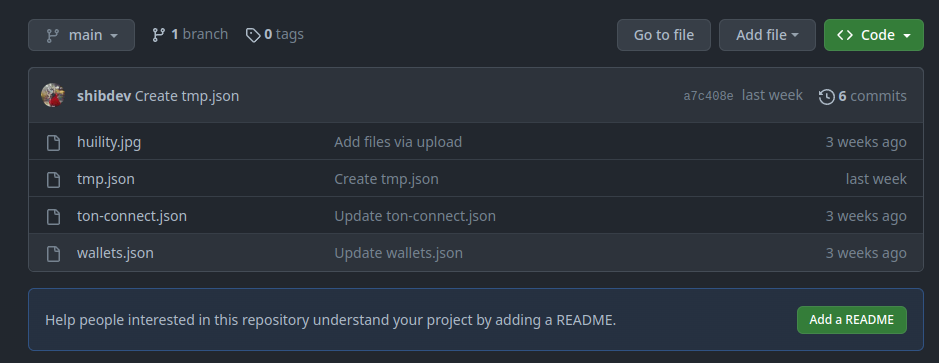 main 1 branch 0 tags Go to file Add file Code
shibdev Create tmp.json a7c408e last week 6 commits
huility.jpg Add files via upload 3 weeks ago
tmp.json Create tmp.json last week
ton-connect.json Update ton-connect.json 3 weeks ago
wallets.json Update wallets.json 3 weeks ago
Help people interested in this repository understand your project by adding a README. Add a README